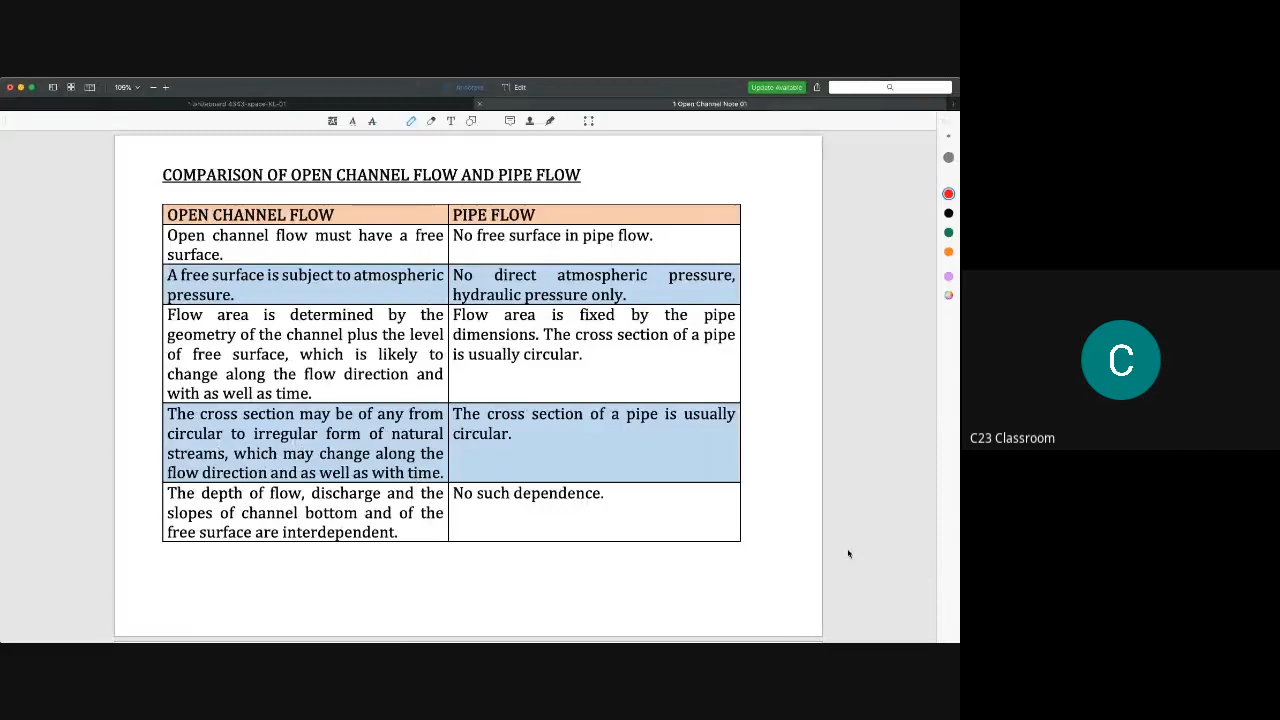 109%
Annotate
Edit
Update Available
1 Open Channel Note 01
COMPARISON OF OPEN CHANNEL FLOW AND PIPE FLOW
OPEN CHANNEL FLOW
PIPE FLOW
Open channel flow must have a free
surface.
No free surface in pipe flow.
A free surface is subject to atmospheric
pressure.
No direct atmospheric pressure,
hydraulic pressure only.
Flow area is determined by the
geometry of the channel plus the level
of free surface, which is likely to
change along the flow direction and
with as well as time.
Flow area is fixed by the pipe
dimensions. The cross section of a pipe
is usually circular.
The cross section may be of any from
circular to irregular form of natural
streams, which may change along the
flow direction and as well as with time.
The cross section of a pipe is usually
circular.
The depth of flow, discharge and the
slopes of channel bottom and of the
free surface are interdependent.
No such dependence.
C
C23 Classroom